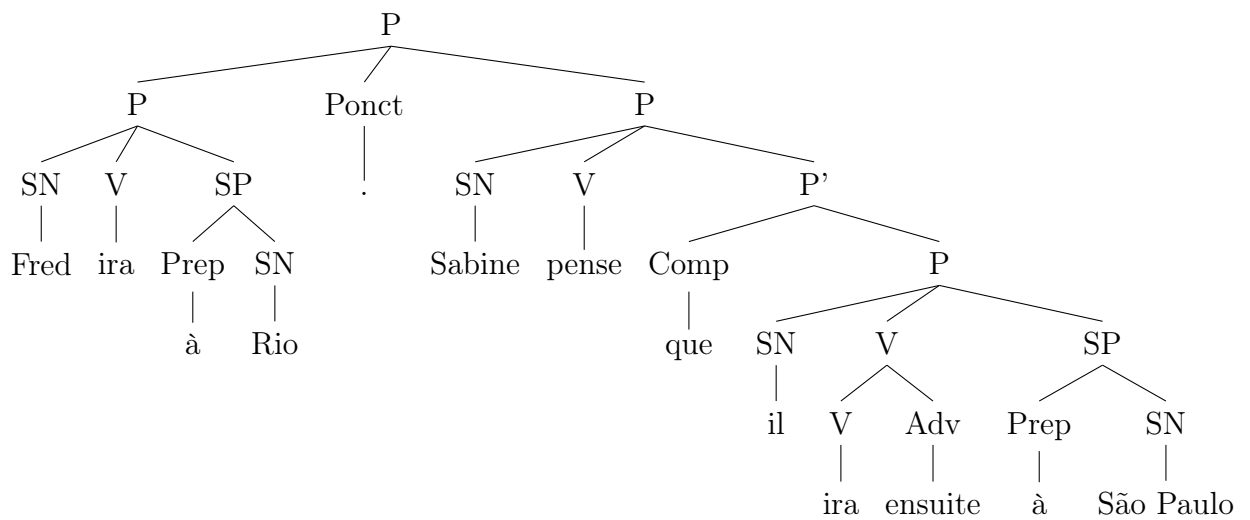 P
P Ponct P
SN V SP . SN V P'
Fred ira Prep SN Sabine pense Comp P
à Rio que SN V SP
il V Adv Prep SN
ira ensuite à São Paulo